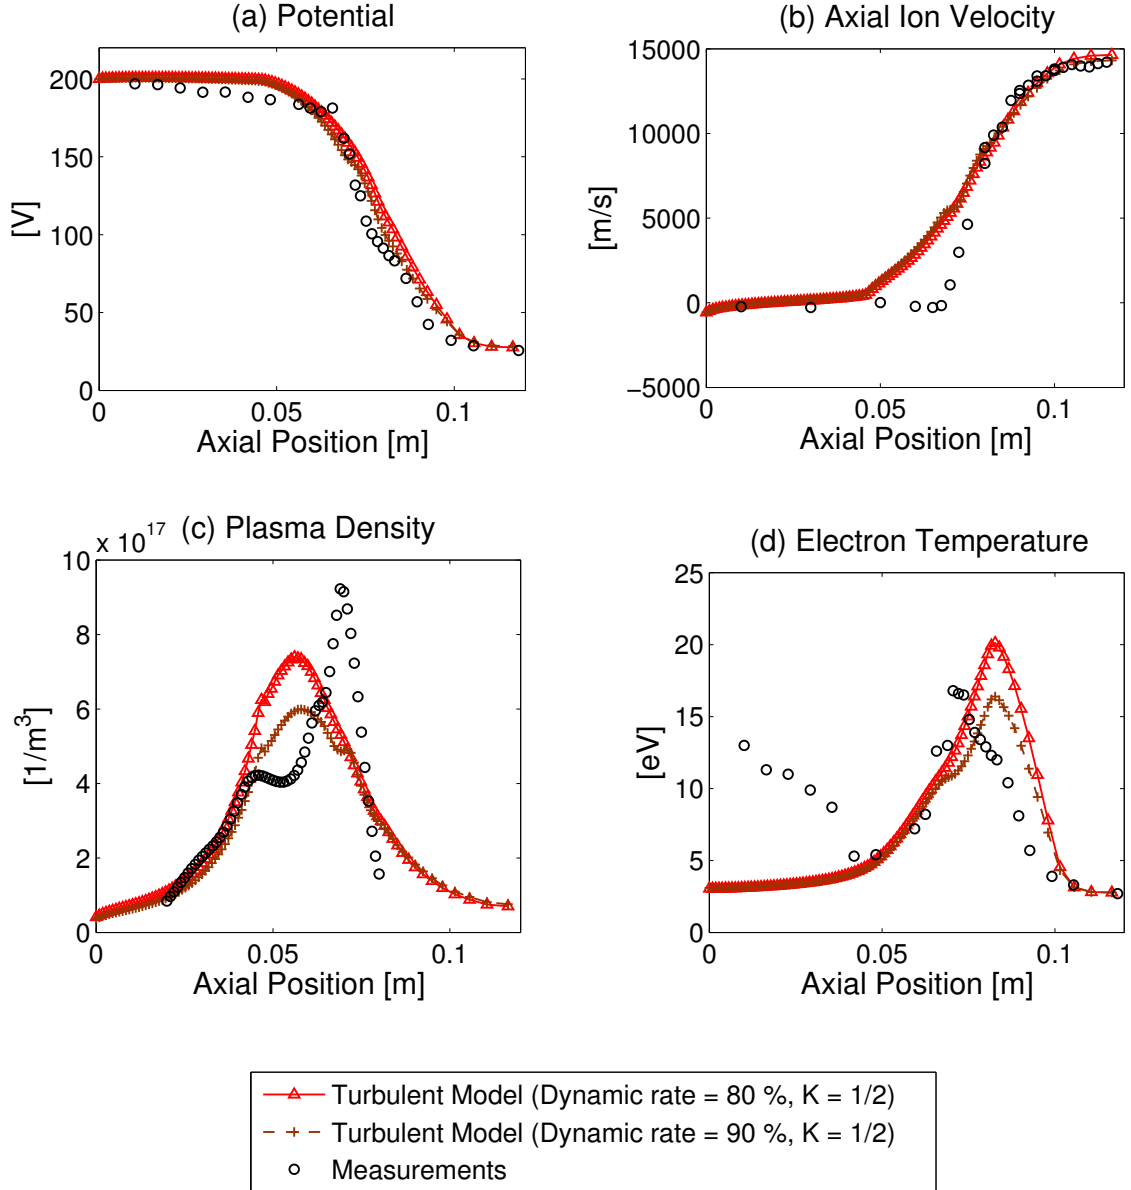 (a) Potential
200
150
100
50
0
[V]
0
0.05
0.1
Axial Position [m]
(b) Axial Ion Velocity
15000
10000
5000
0
−5000
[m/s]
0
0.05
0.1
Axial Position [m]
(c) Plasma Density
x 10^17
10
8
6
4
2
0
[1/m^3]
0
0.05
0.1
Axial Position [m]
(d) Electron Temperature
25
20
15
10
5
0
[eV]
0
0.05
0.1
Axial Position [m]
Turbulent Model (Dynamic rate = 80 %, K = 1/2)
Turbulent Model (Dynamic rate = 90 %, K = 1/2)
Measurements